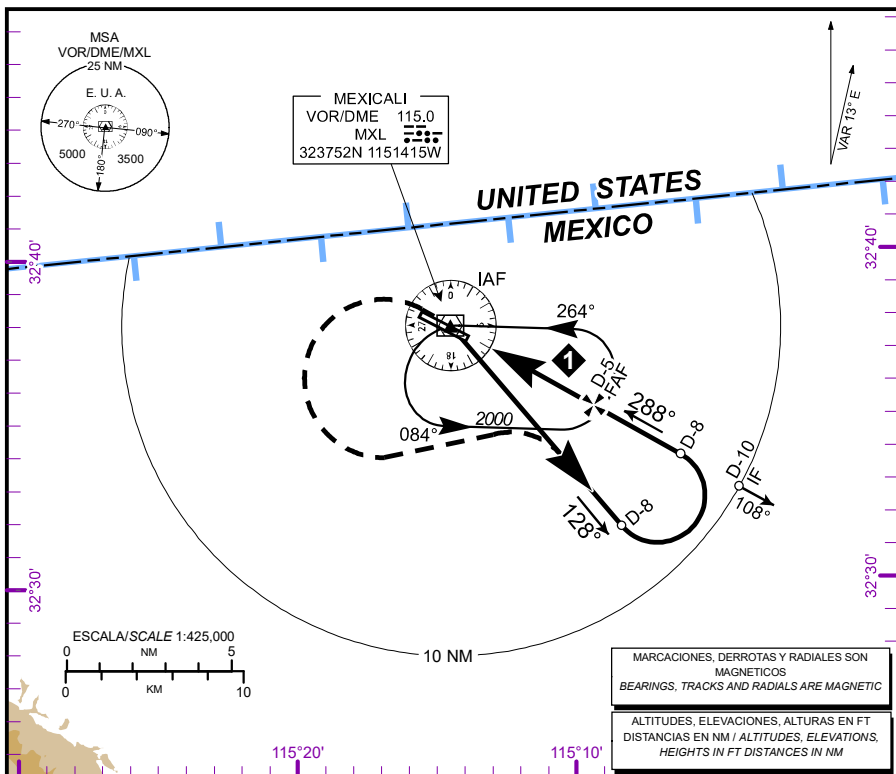 MSA
VOR/DME/MXL
25 NM
E. U. A.
270°
090°
180°
5000
3500
MEXICALI
VOR/DME 115.0
MXL
323752N 1151415W
VAR 13° E
UNITED STATES
MEXICO
32°40'
32°40'
IAF
0
27
18
264°
1
D-5
FAF
288°
2000
084°
D-8
D-10
IF
108°
D-8
128°
32°30'
32°30'
ESCALA/SCALE 1:425,000
0 NM 5
0 KM 10
10 NM
MARCACIONES, DERROTAS Y RADIALES SON
MAGNETICOS
BEARINGS, TRACKS AND RADIALS ARE MAGNETIC
ALTITUDES, ELEVACIONES, ALTURAS EN FT
DISTANCIAS EN NM / ALTITUDES, ELEVATIONS,
HEIGHTS IN FT DISTANCES IN NM
115°20'
115°10'